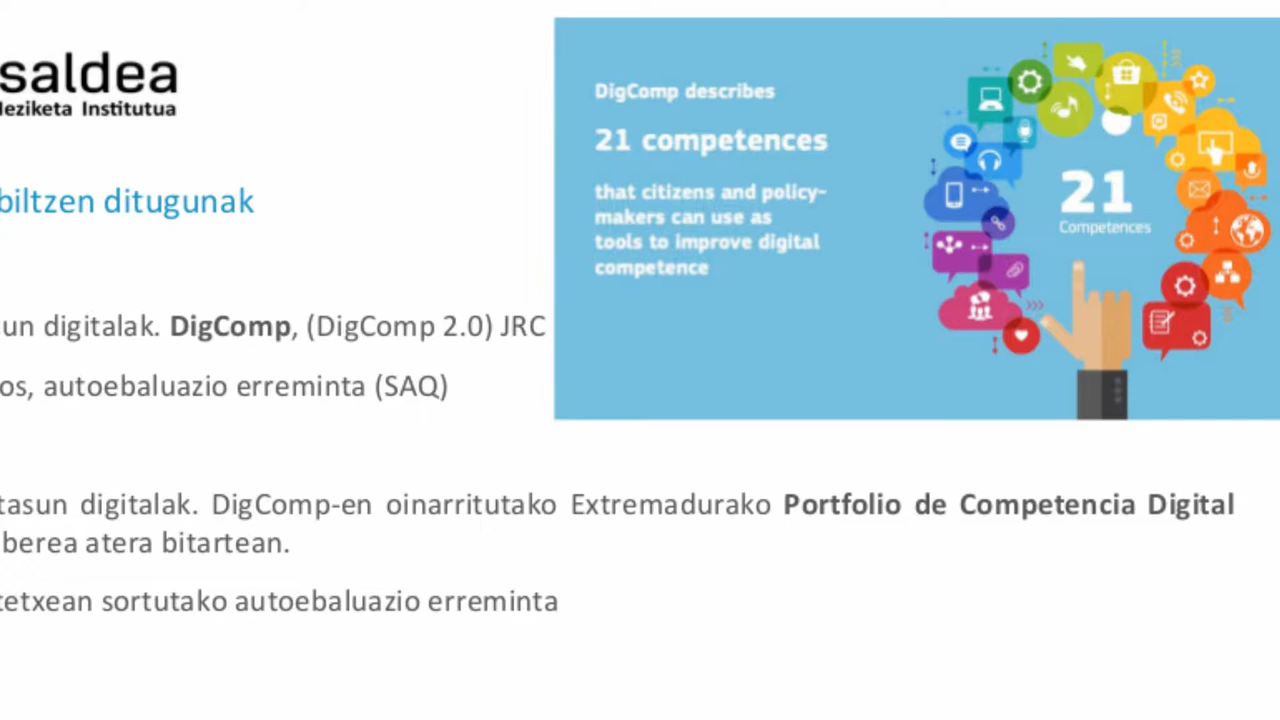 saldea
Heziketa Institutua
biltzen ditugunak
DigComp describes
21 competences
that citizens and policy-
makers can use as
tools to improve digital
competence
21
Competences
un digitalak. DigComp, (DigComp 2.0) JRC
os, autoebaluazio erreminta (SAQ)
tasun digitalak. DigComp-en oinarritutako Extremadurako Portfolio de Competencia Digital
berea atera bitartean.
tetxean sortutako autoebaluazio erreminta